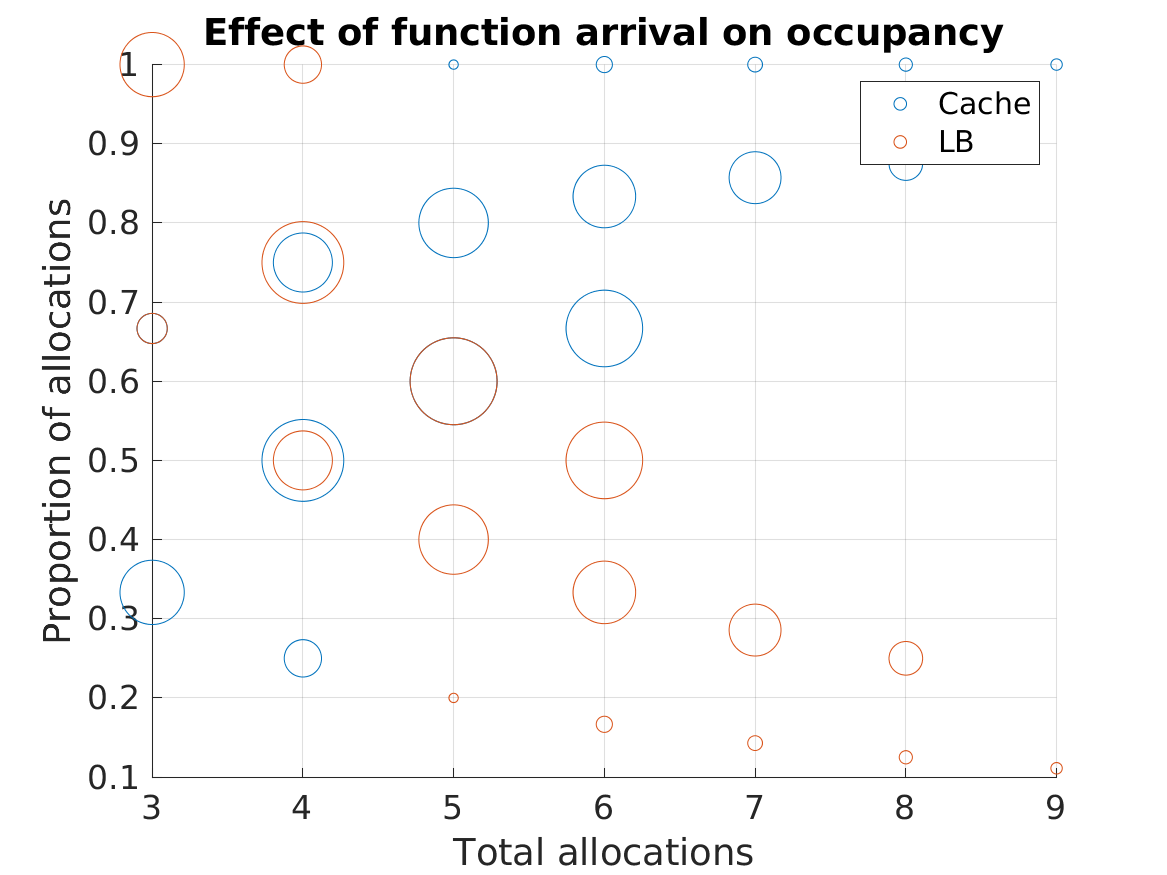 Effect of function arrival on occupancy
1
0.9
0.8
0.7
0.6
0.5
0.4
0.3
0.2
0.1
Proportion of allocations
Cache
LB
3 4 5 6 7 8 9
Total allocations